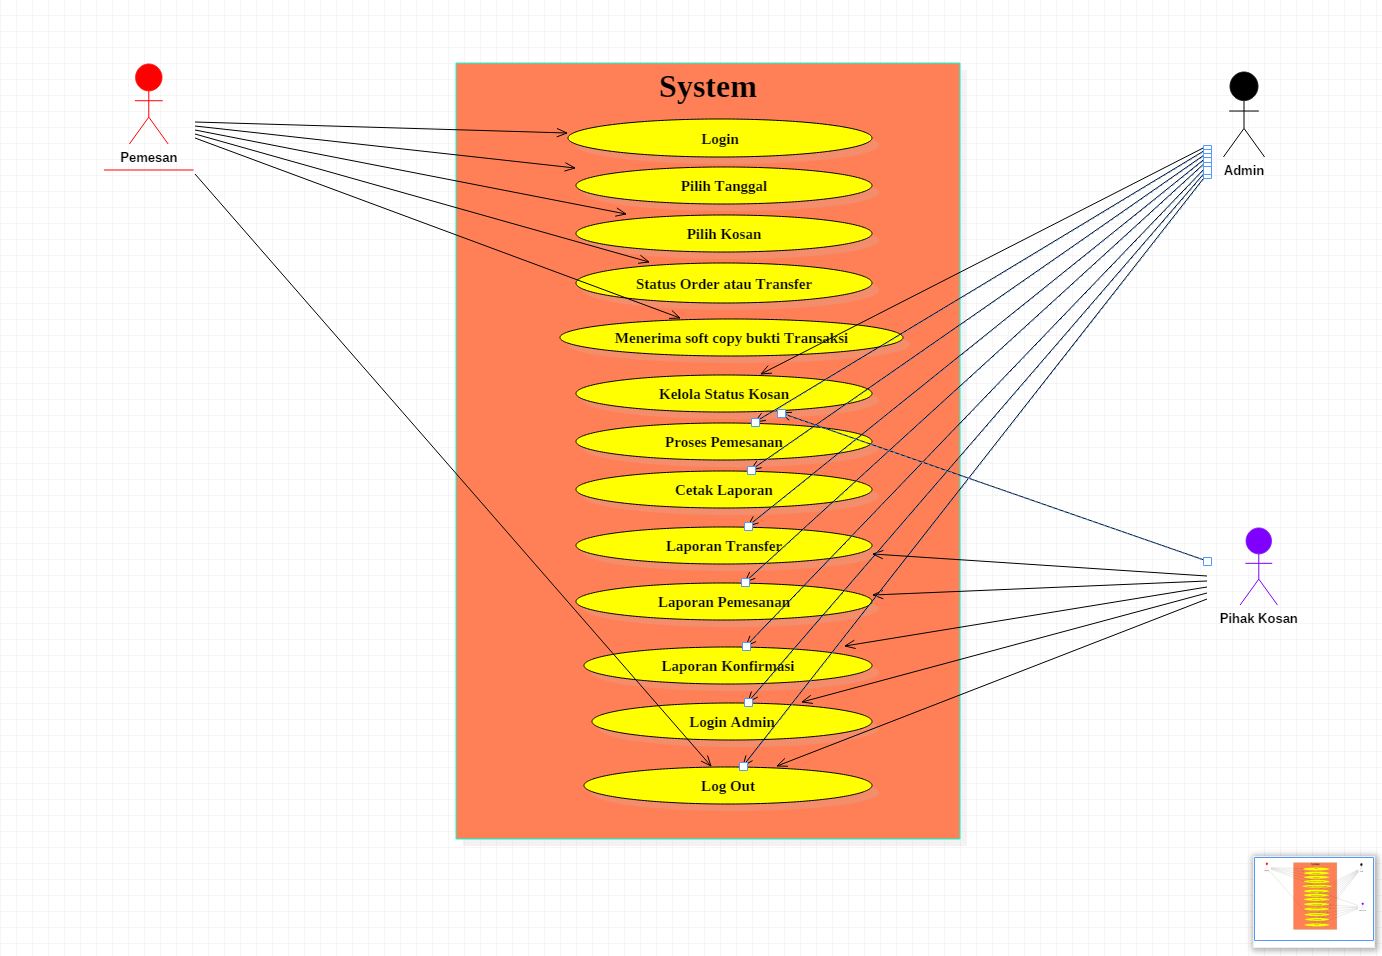 System
Pemesan
Admin
Login
Pilih Tanggal
Pilih Kosan
Status Order atau Transfer
Menerima soft copy bukti Transaksi
Kelola Status Kosan
Proses Pemesanan
Cetak Laporan
Laporan Transfer
Laporan Pemesanan
Pihak Kosan
Laporan Konfirmasi
Login Admin
Log Out